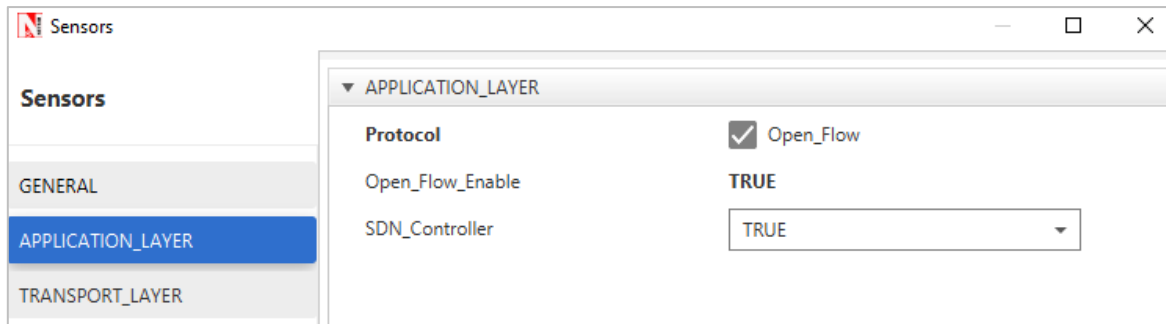 Sensors
Sensors
GENERAL
APPLICATION_LAYER
TRANSPORT_LAYER
APPLICATION_LAYER
Protocol Open_Flow
Open_Flow_Enable TRUE
SDN_Controller TRUE